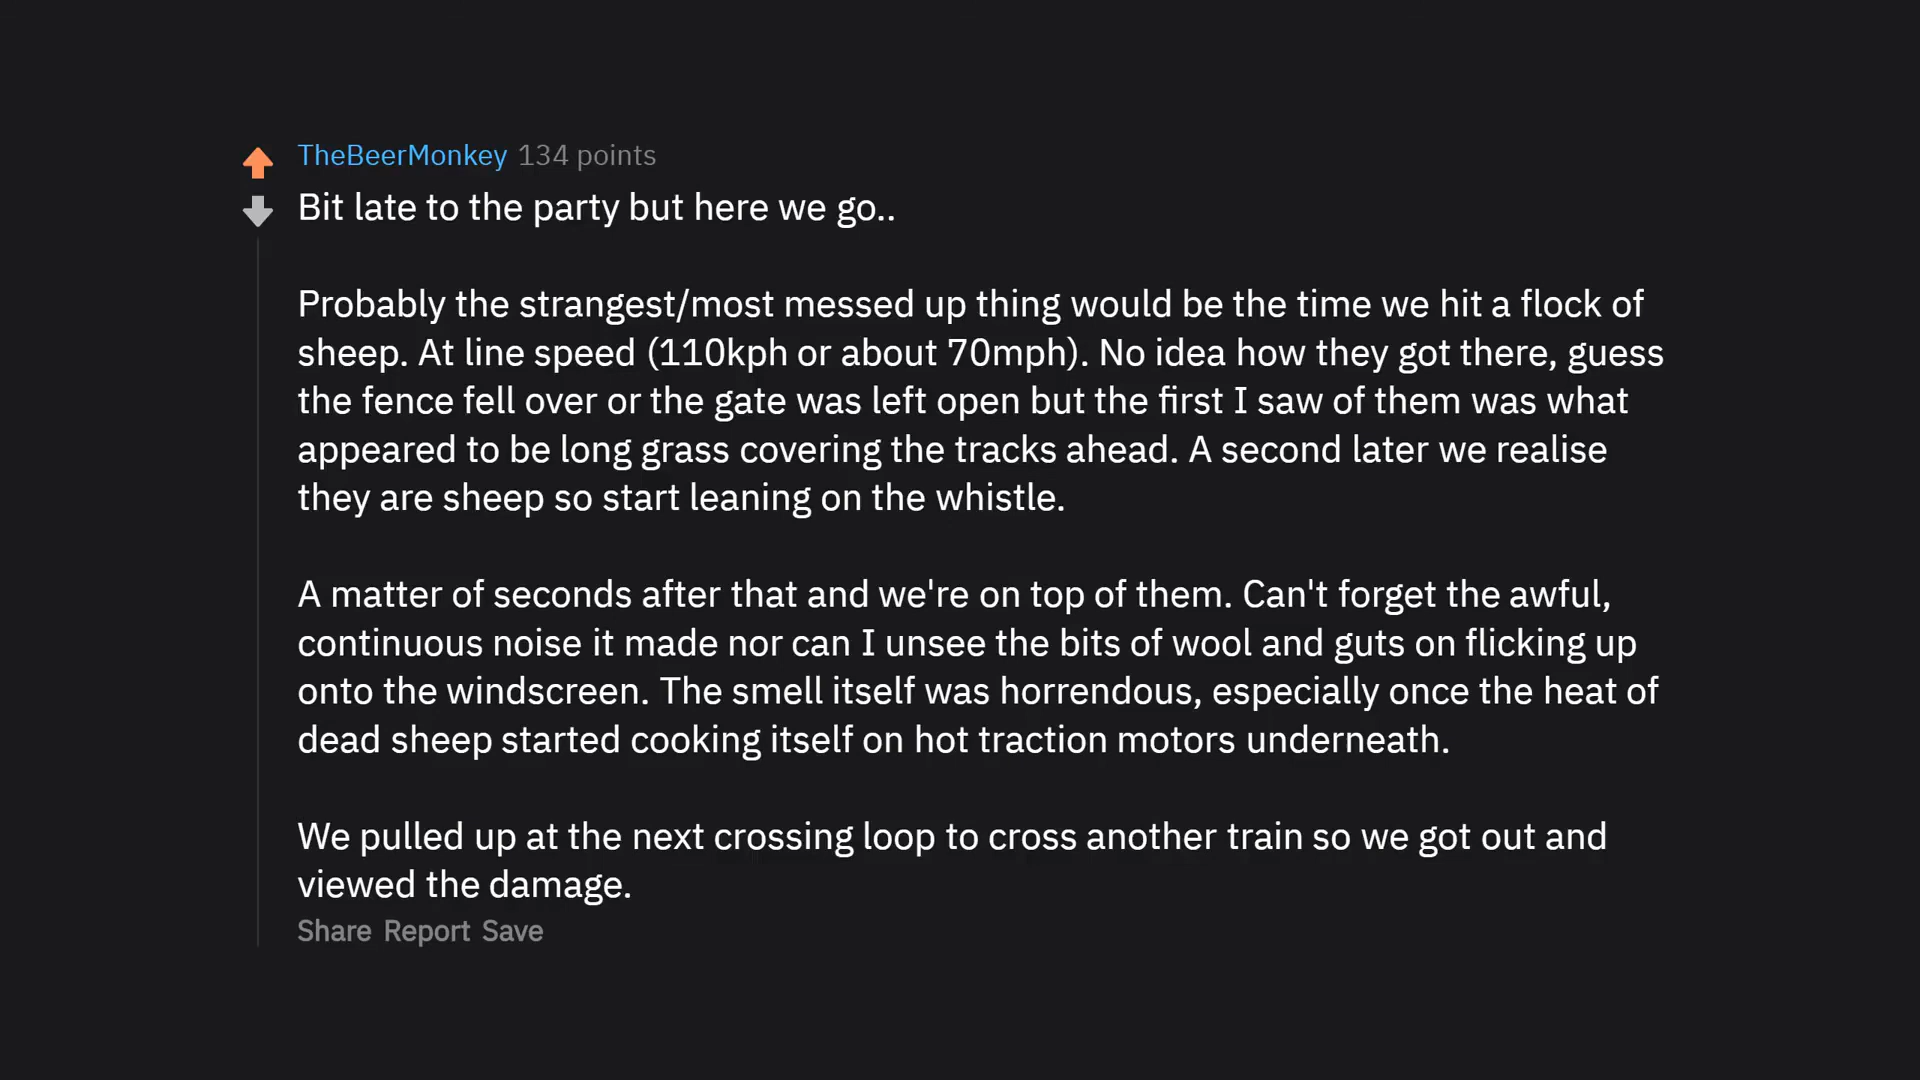 TheBeerMonkey 134 points
Bit late to the party but here we go..
Probably the strangest/most messed up thing would be the time we hit a flock of
sheep. At line speed (110kph or about 70mph). No idea how they got there, guess
the fence fell over or the gate was left open but the first I saw of them was what
appeared to be long grass covering the tracks ahead. A second later we realise
they are sheep so start leaning on the whistle.
A matter of seconds after that and we're on top of them. Can't forget the awful,
continuous noise it made nor can I unsee the bits of wool and guts on flicking up
onto the windscreen. The smell itself was horrendous, especially once the heat of
dead sheep started cooking itself on hot traction motors underneath.
We pulled up at the next crossing loop to cross another train so we got out and
viewed the damage.
Share Report Save